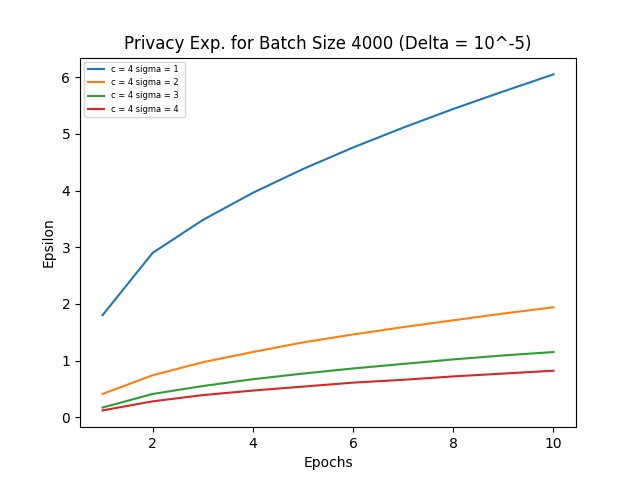 Privacy Exp. for Batch Size 4000 (Delta = 10^-5)
c = 4 sigma = 1
c = 4 sigma = 2
c = 4 sigma = 3
c = 4 sigma = 4
6
5
4
3
2
1
0
Epsilon
2 4 6 8 10
Epochs